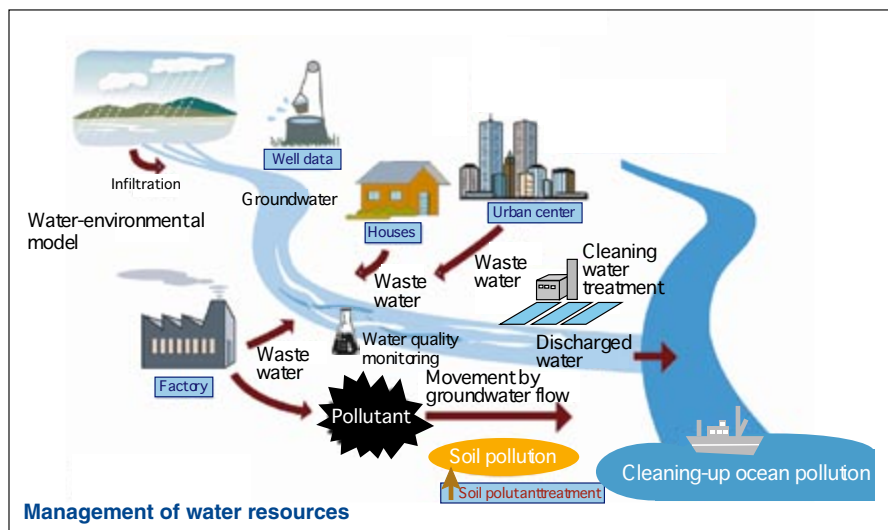 Infiltration
Well data
Groundwater
Water-environmental
model
Houses
Urban center
Waste
water
Waste
water
Cleaning
water
treatment
Factory
Waste
water
Water quality
monitoring
Discharged
water
Pollutant
Movement by
groundwater flow
Soil pollution
Soil polutanttreatment
Cleaning-up ocean pollution
Management of water resources